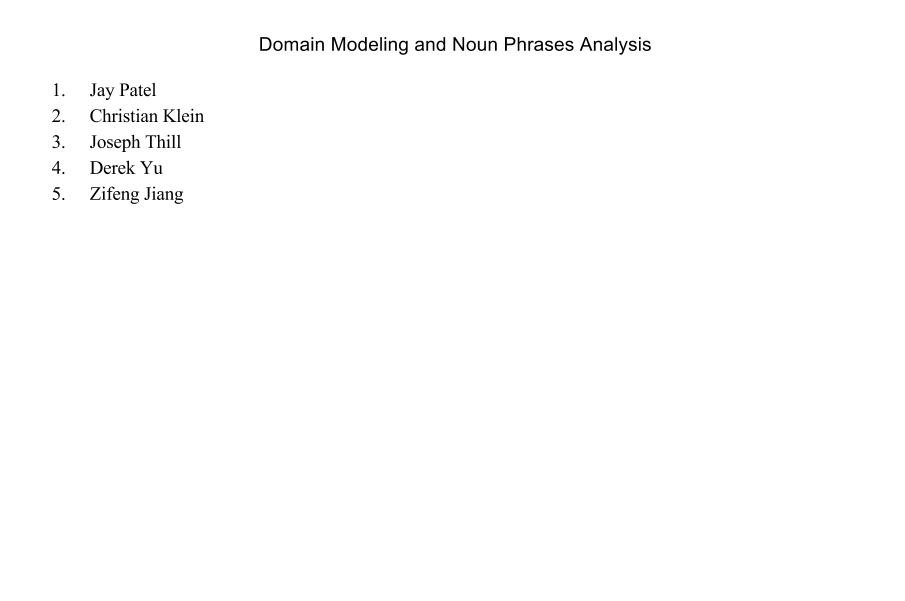 Domain Modeling and Noun Phrases Analysis
1. Jay Patel
2. Christian Klein
3. Joseph Thill
4. Derek Yu
5. Zifeng Jiang